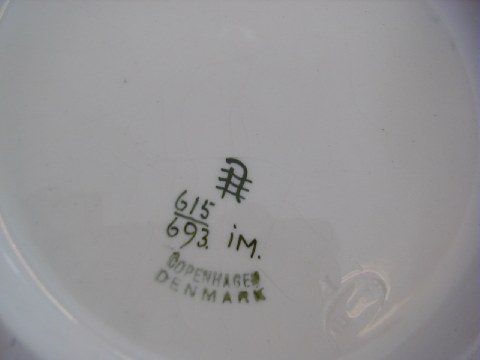 615
693. iM.
COPENHAGEN
DENMARK